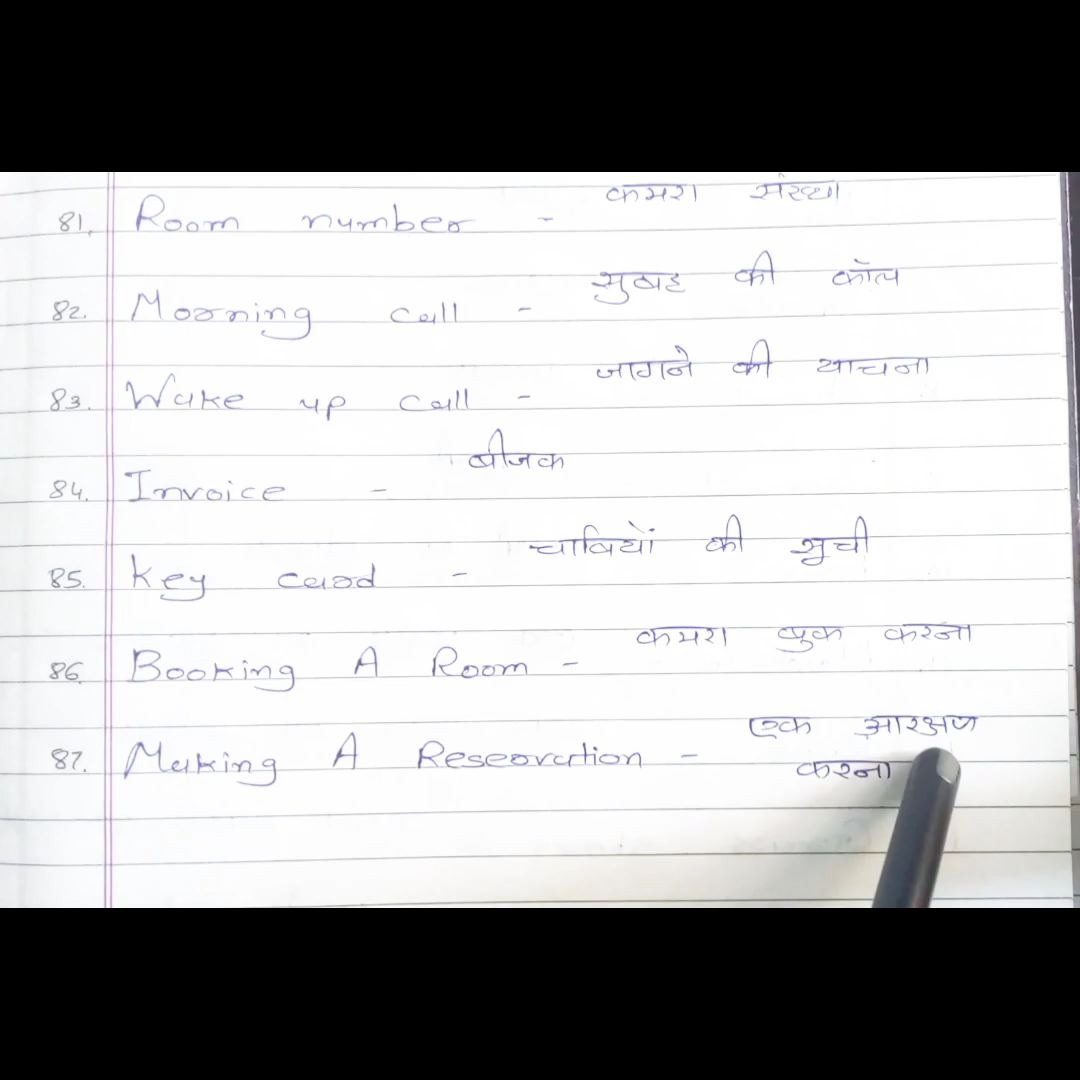 81. Room number - कमरा संख्या
82. Morning call - सुबह की कॉल
83. Wake up call - जागने की याचना
84. Invoice - बीजक
85. Key card - चाबियों की सूची
86. Booking A Room - कमरा बुक करना
87. Making A Reservation - एक आरक्षण
करना